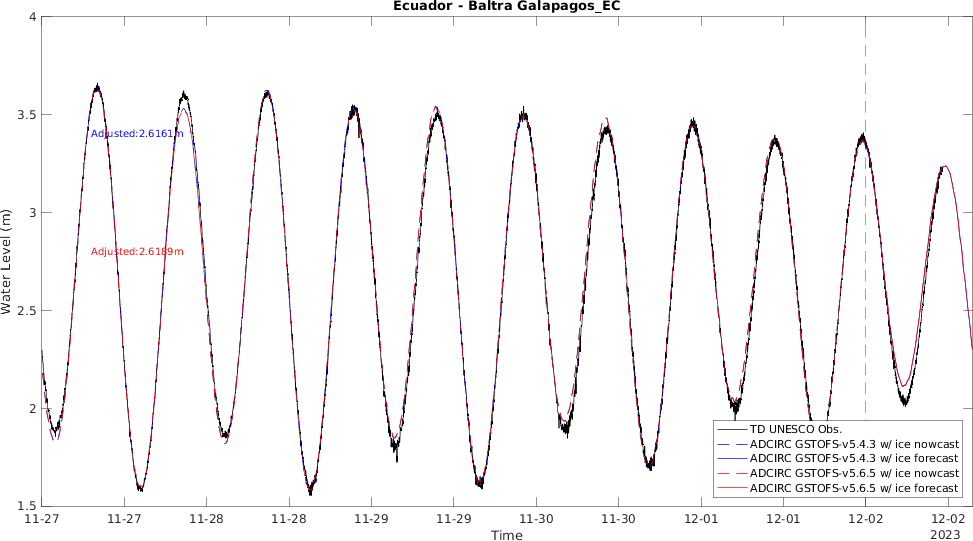 Ecuador - Baltra Galapagos_EC
4
3.5
3
2.5
2
1.5
Water Level (m)
Adjusted:2.6161m
Adjusted:2.6189m
TD UNESCO Obs.
ADCIRC GSTOFS-v5.4.3 w/ ice nowcast
ADCIRC GSTOFS-v5.4.3 w/ ice forecast
ADCIRC GSTOFS-v5.6.5 w/ ice nowcast
ADCIRC GSTOFS-v5.6.5 w/ ice forecast
11-27 11-27 11-28 11-28 11-29 11-29 11-30 11-30 12-01 12-01 12-02 12-02
2023
Time